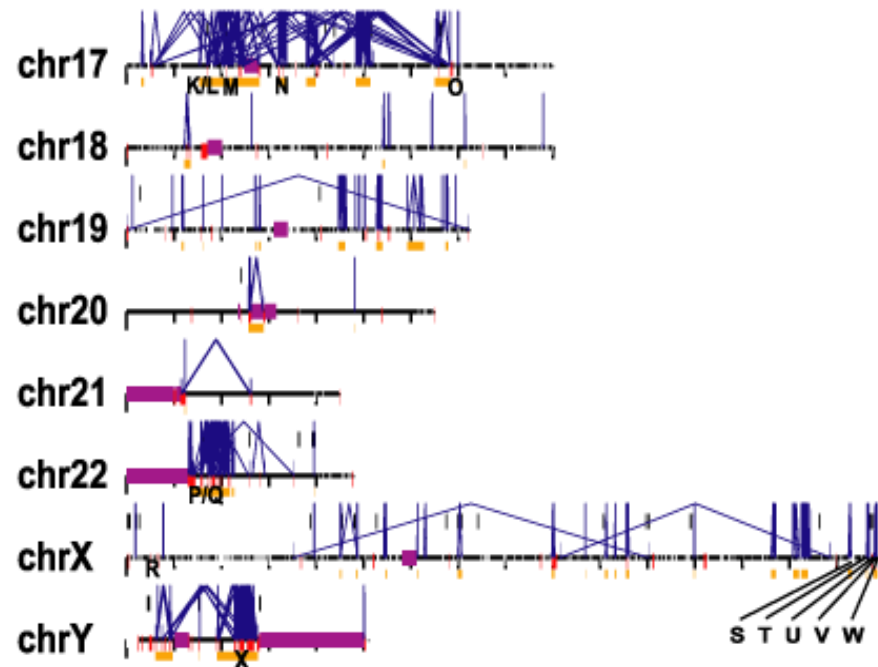 chr17
K/L M N O
chr18
chr19
chr20
chr21
chr22
P/Q
chrX
R
S T U V W
chrY
X